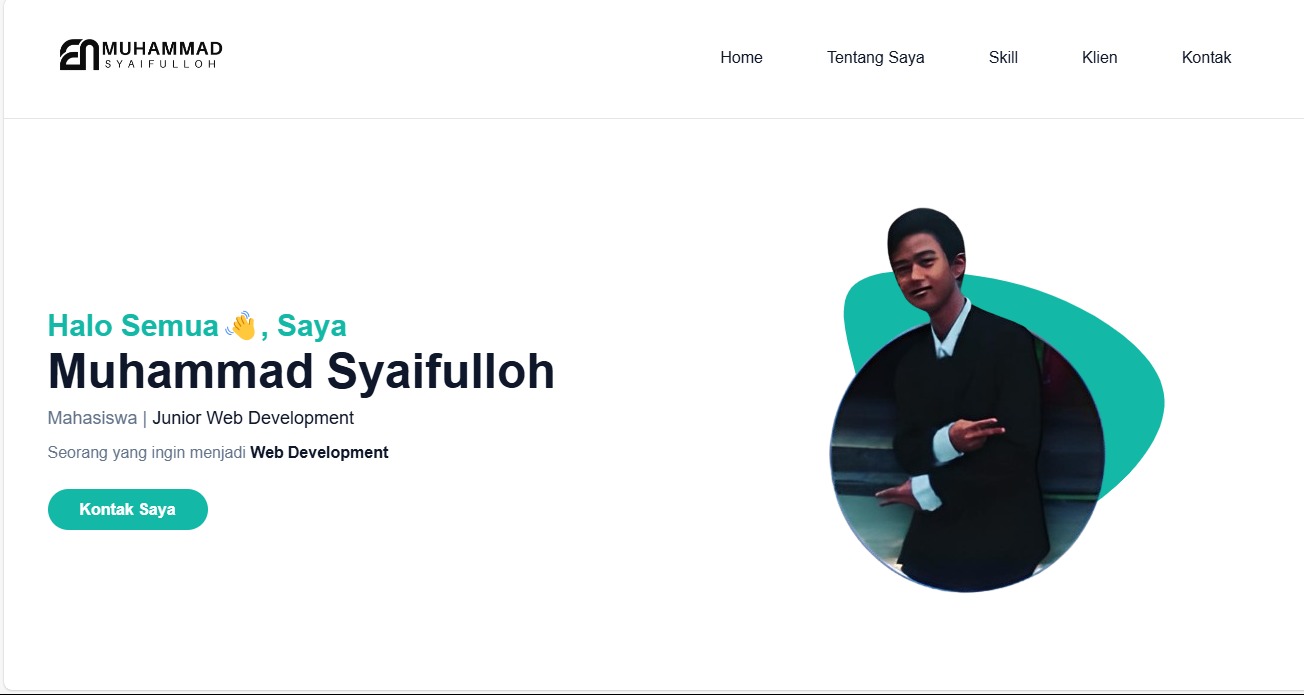 MUHAMMAD
SYAIFULLOH
Home Tentang Saya Skill Klien Kontak
Halo Semua 👋, Saya
Muhammad Syaifulloh
Mahasiswa | Junior Web Development
Seorang yang ingin menjadi Web Development
Kontak Saya